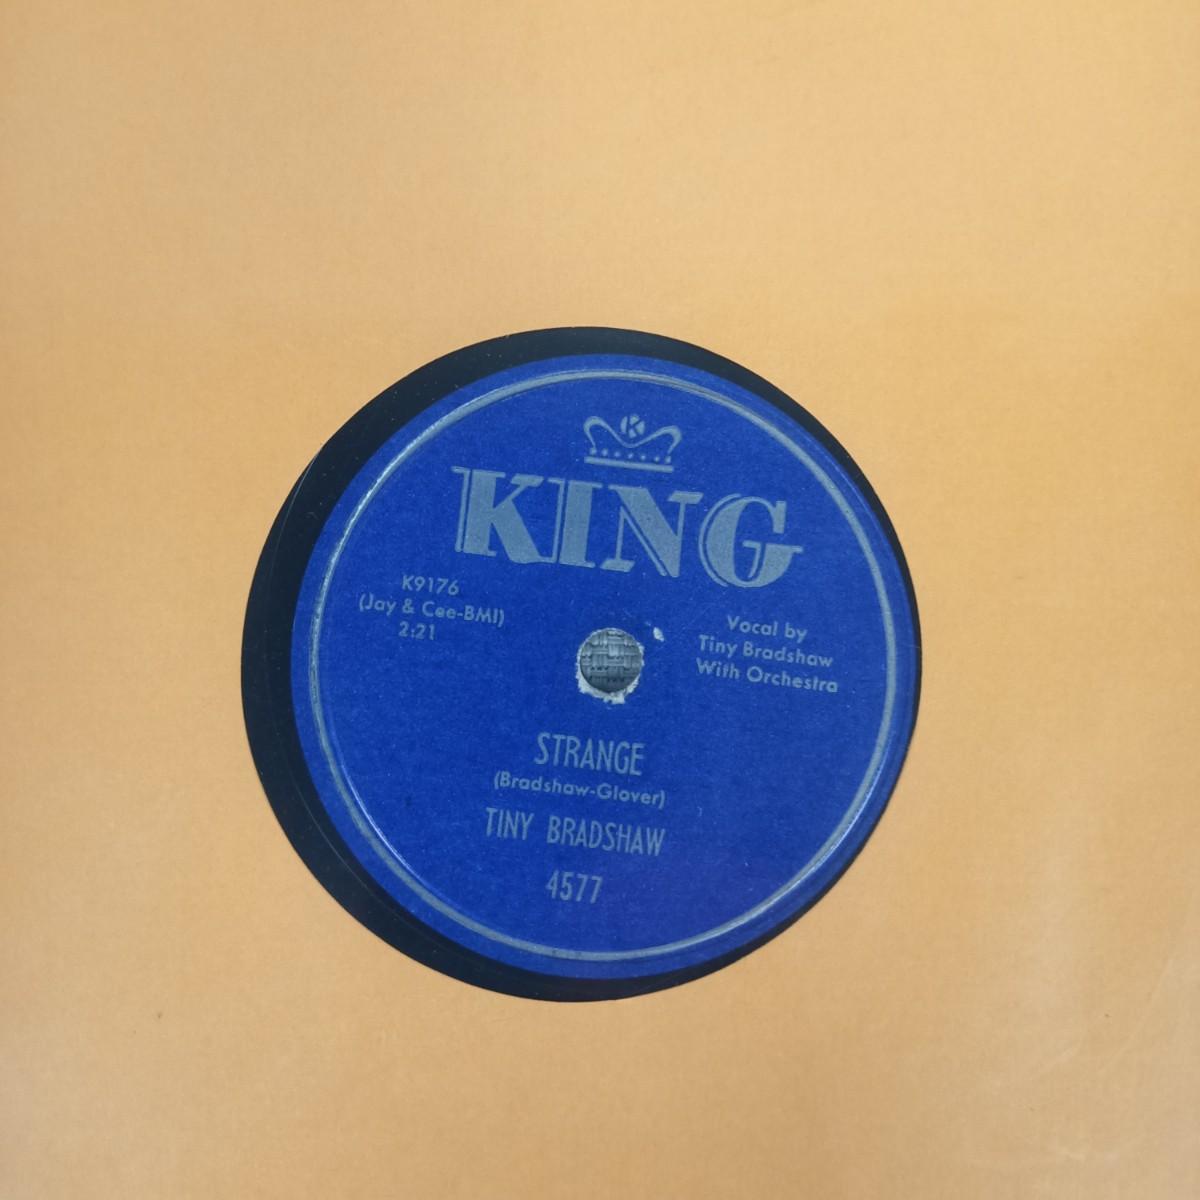 K
KING
K9176
(Jay & Cee-BMI)
2:21
Vocal by
Tiny Bradshaw
With Orchestra
STRANGE
(Bradshaw-Glover)
TINY BRADSHAW
4577